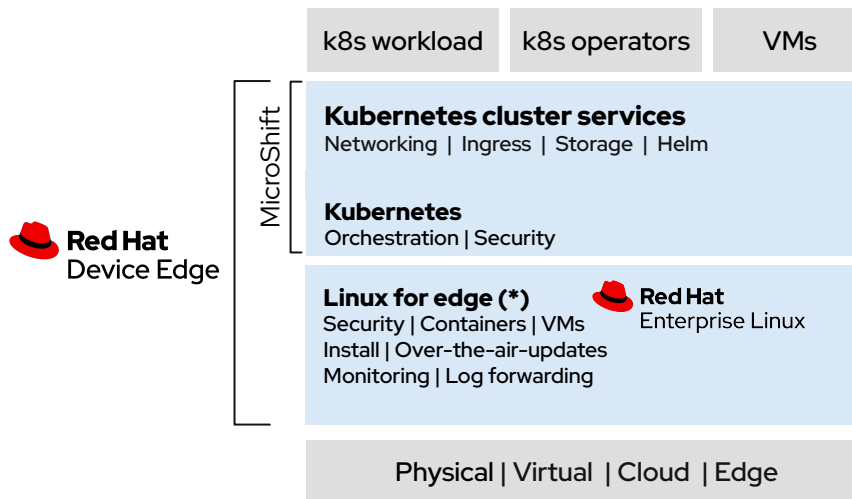 k8s workload
k8s operators
VMs
MicroShift
Kubernetes cluster services
Networking | Ingress | Storage | Helm
Kubernetes
Orchestration | Security
Red Hat
Device Edge
Linux for edge (*)
Security | Containers | VMs
Install | Over-the-air-updates
Monitoring | Log forwarding
Red Hat
Enterprise Linux
Physical | Virtual | Cloud | Edge